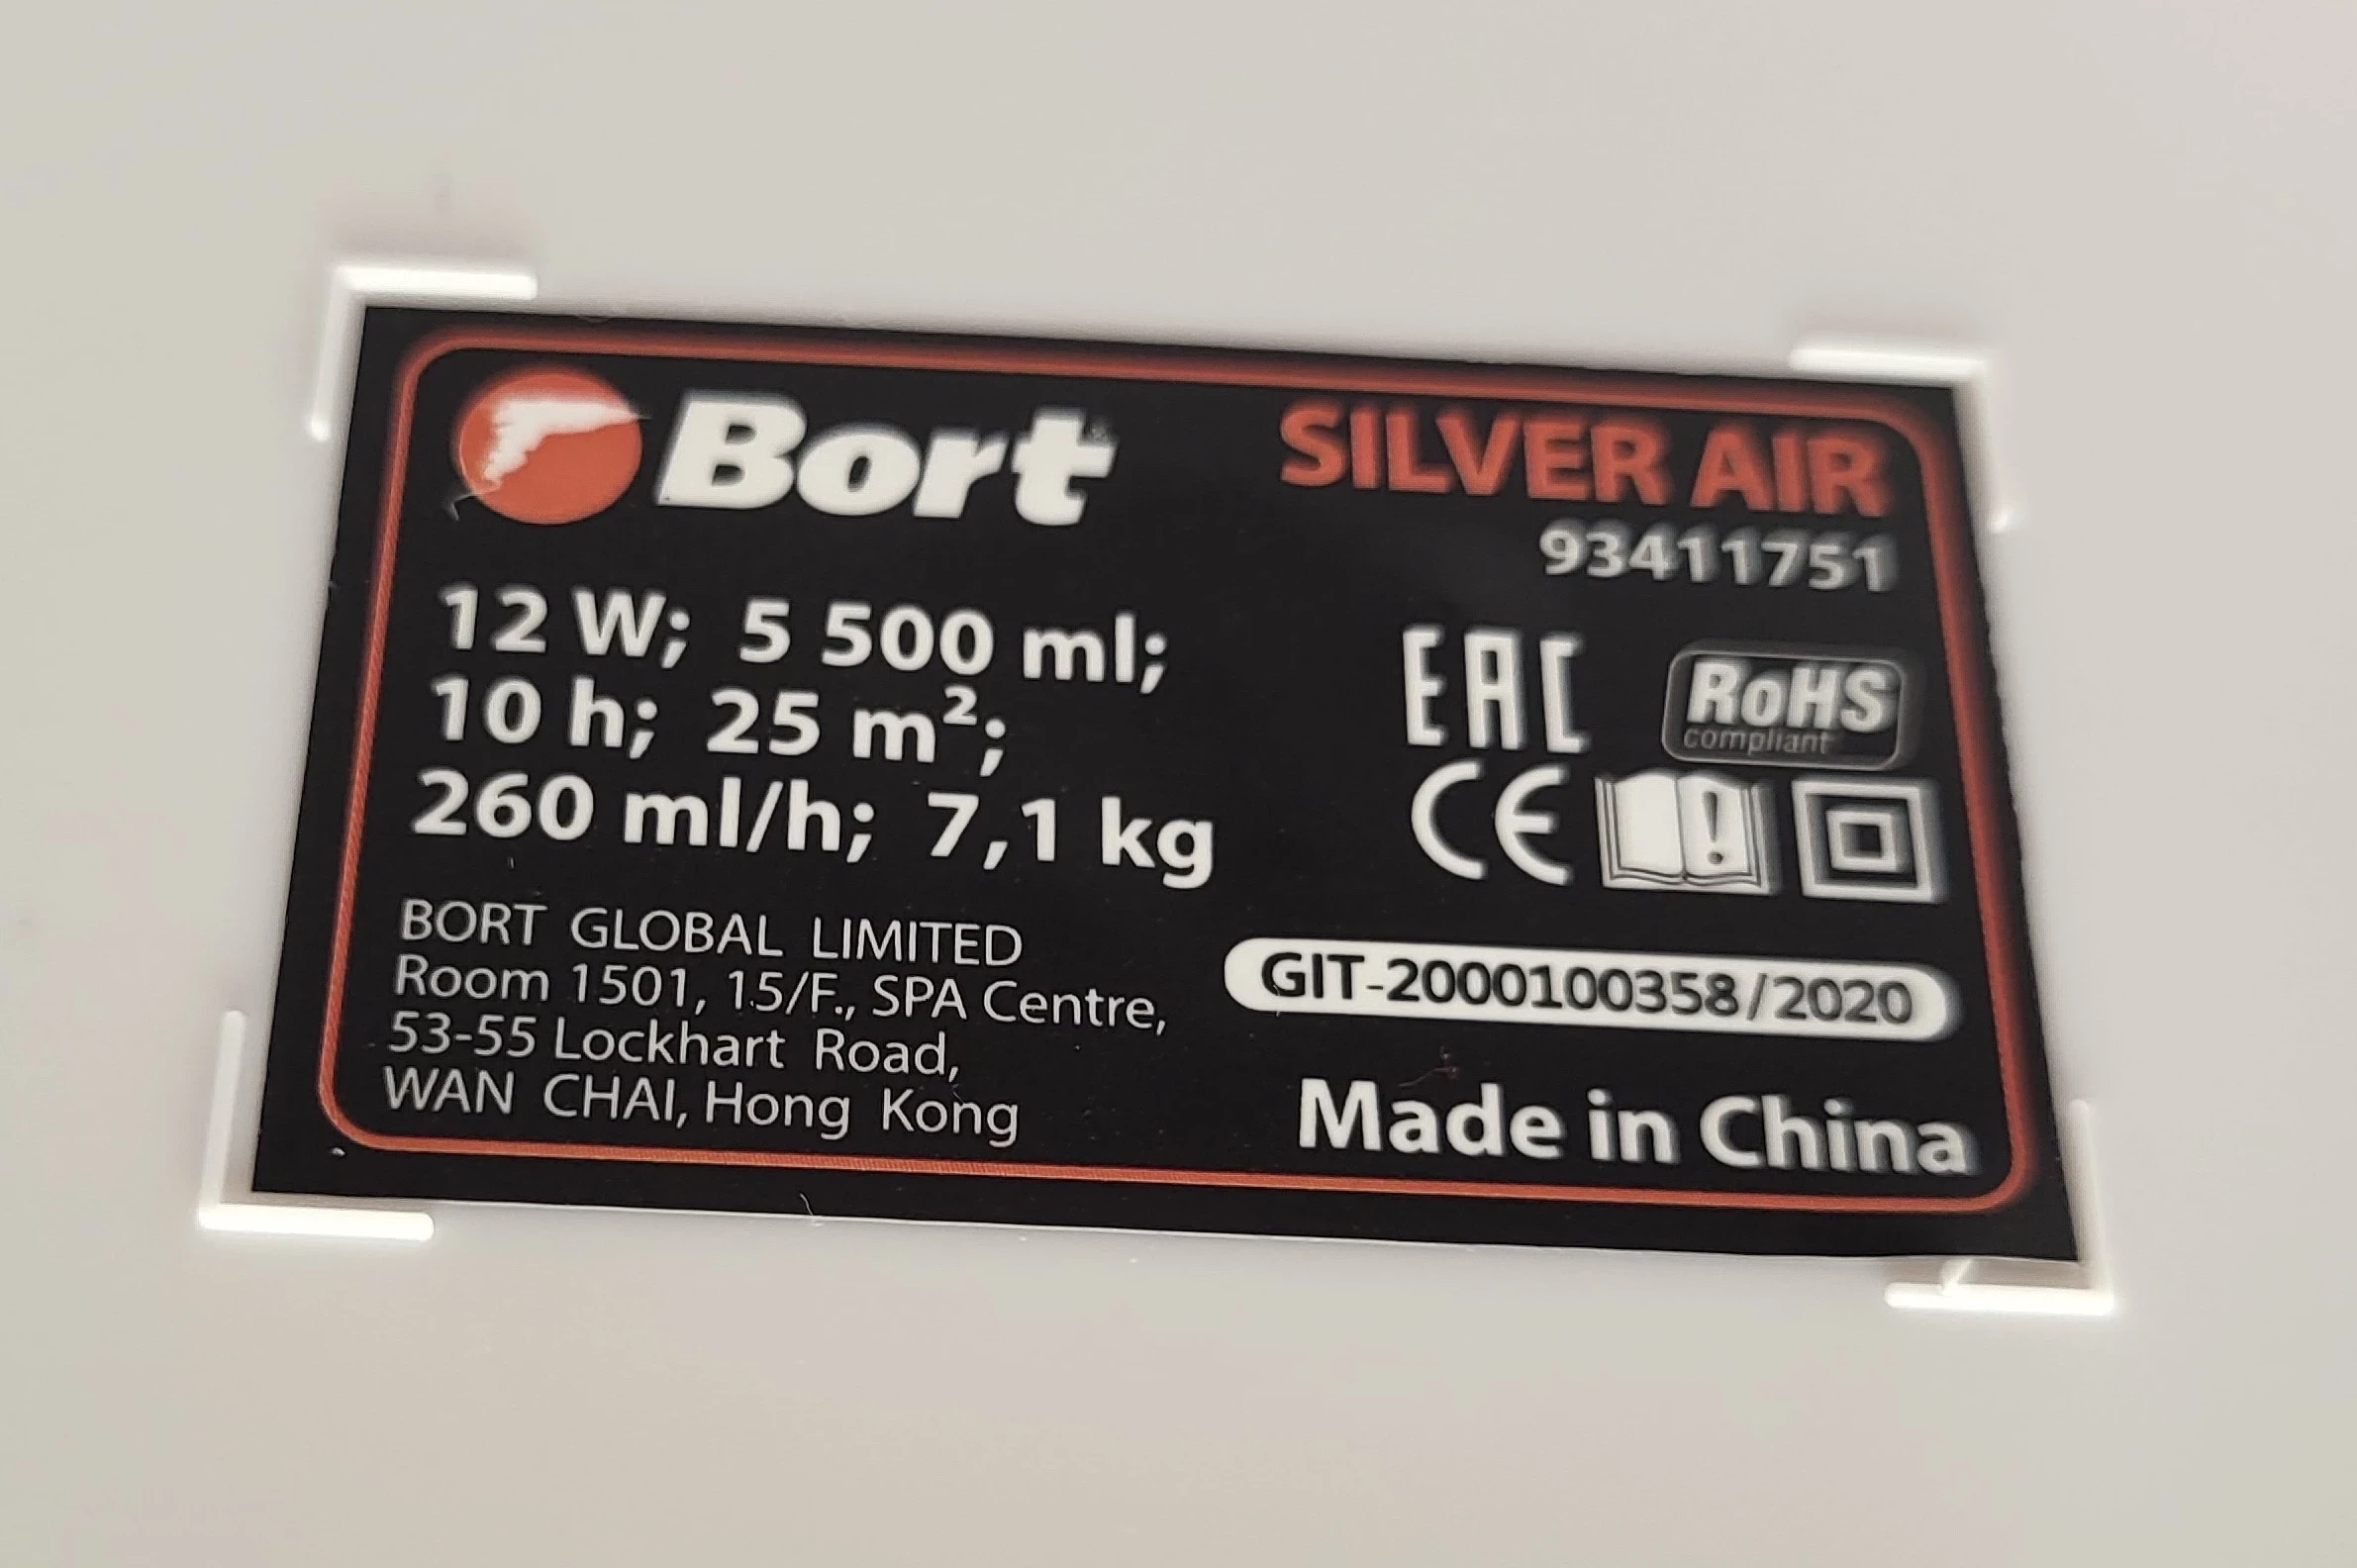 Bort
SILVER AIR
93411751
12 W; 5 500 ml;
10 h; 25 m²;
260 ml/h; 7,1 kg
EAC
RoHS
compliant
CE
BORT GLOBAL LIMITED
Room 1501, 15/F., SPA Centre,
53-55 Lockhart Road,
WAN CHAI, Hong Kong
GIT-2000100358/2020
Made in China